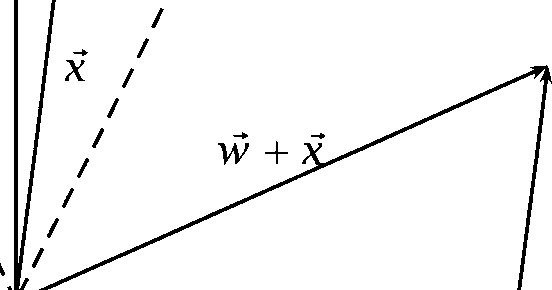 x⃗
w⃗ + x⃗